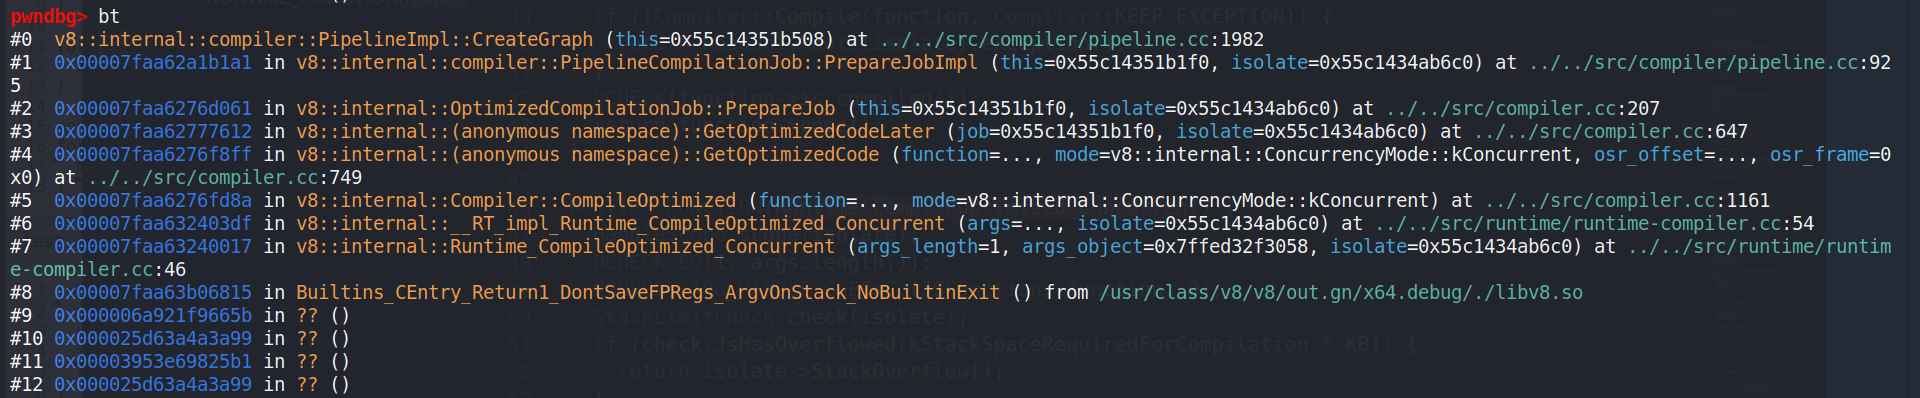 pwndbg> bt
#0  v8::internal::compiler::PipelineImpl::CreateGraph (this=0x55c14351b508) at ../../src/compiler/pipeline.cc:1982
#1  0x00007faa62a1b1a1 in v8::internal::compiler::PipelineCompilationJob::PrepareJobImpl (this=0x55c14351b1f0, isolate=0x55c1434ab6c0) at ../../src/compiler/pipeline.cc:92
5
#2  0x00007faa6276d061 in v8::internal::OptimizedCompilationJob::PrepareJob (this=0x55c14351b1f0, isolate=0x55c1434ab6c0) at ../../src/compiler.cc:207
#3  0x00007faa62777612 in v8::internal::(anonymous namespace)::GetOptimizedCodeLater (job=0x55c14351b1f0, isolate=0x55c1434ab6c0) at ../../src/compiler.cc:647
#4  0x00007faa6276f8ff in v8::internal::(anonymous namespace)::GetOptimizedCode (function=..., mode=v8::internal::ConcurrencyMode::kConcurrent, osr_offset=..., osr_frame=0
x0) at ../../src/compiler.cc:749
#5  0x00007faa6276fd8a in v8::internal::Compiler::CompileOptimized (function=..., mode=v8::internal::ConcurrencyMode::kConcurrent) at ../../src/compiler.cc:1161
#6  0x00007faa632403df in v8::internal::__RT_impl_Runtime_CompileOptimized_Concurrent (args=..., isolate=0x55c1434ab6c0) at ../../src/runtime/runtime-compiler.cc:54
#7  0x00007faa63240017 in v8::internal::Runtime_CompileOptimized_Concurrent (args_length=1, args_object=0x7ffed32f3058, isolate=0x55c1434ab6c0) at ../../src/runtime/runtim
e-compiler.cc:46
#8  0x00007faa63b06815 in Builtins_CEntry_Return1_DontSaveFPRegs_ArgvOnStack_NoBuiltinExit () from /usr/class/v8/v8/out.gn/x64.debug/./libv8.so
#9  0x000006a921f9665b in ?? ()
#10 0x000025d63a4a3a99 in ?? ()
#11 0x00003953e69825b1 in ?? ()
#12 0x000025d63a4a3a99 in ?? ()